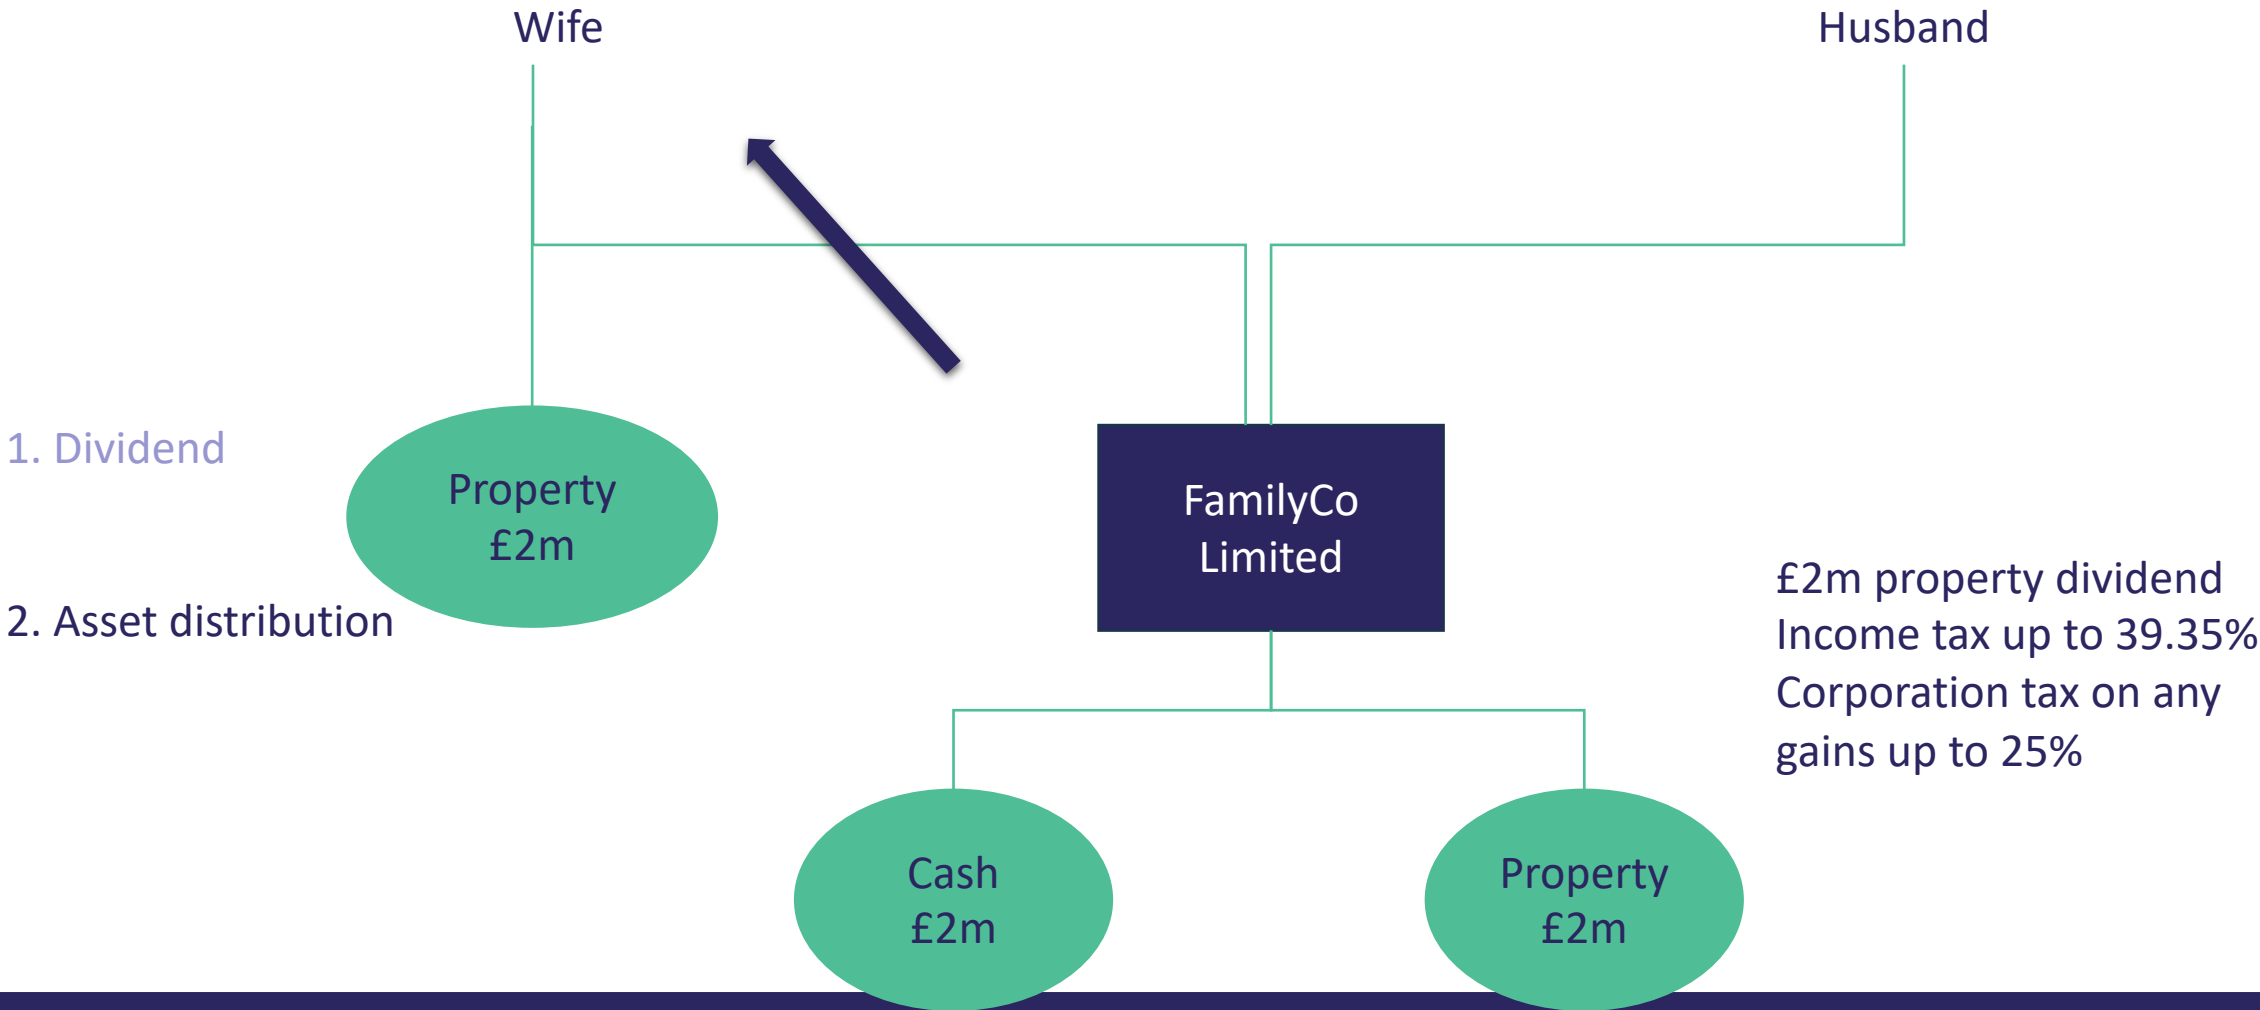 Wife
Husband
1. Dividend
Property
£2m
2. Asset distribution
FamilyCo
Limited
£2m property dividend
Income tax up to 39.35%
Corporation tax on any
gains up to 25%
Cash
£2m
Property
£2m